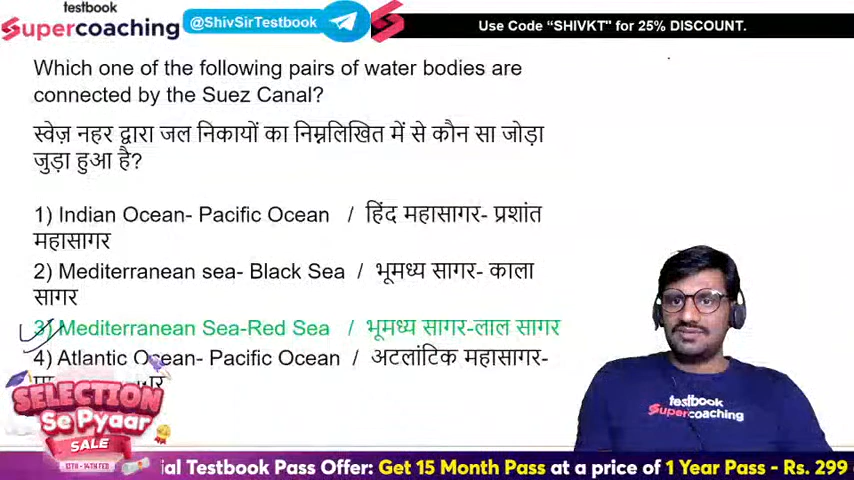 testbook
Supercoaching
@ShivSirTestbook
Use Code “SHIVKT" for 25% DISCOUNT.
Which one of the following pairs of water bodies are
connected by the Suez Canal?
स्वेज़ नहर द्वारा जल निकायों का निम्नलिखित में से कौन सा जोड़ा
जुड़ा हुआ है?
1) Indian Ocean- Pacific Ocean / हिंद महासागर- प्रशांत
महासागर
2) Mediterranean sea- Black Sea / भूमध्य सागर- काला
सागर
3) Mediterranean Sea-Red Sea / भूमध्य सागर-लाल सागर
4) Atlantic Ocean- Pacific Ocean / अटलांटिक महासागर-
SELECTION
Se Pyaar
SALE
13TH - 14TH FEB
testbook
Supercoaching
ial Testbook Pass Offer: Get 15 Month Pass at a price of 1 Year Pass - Rs. 299